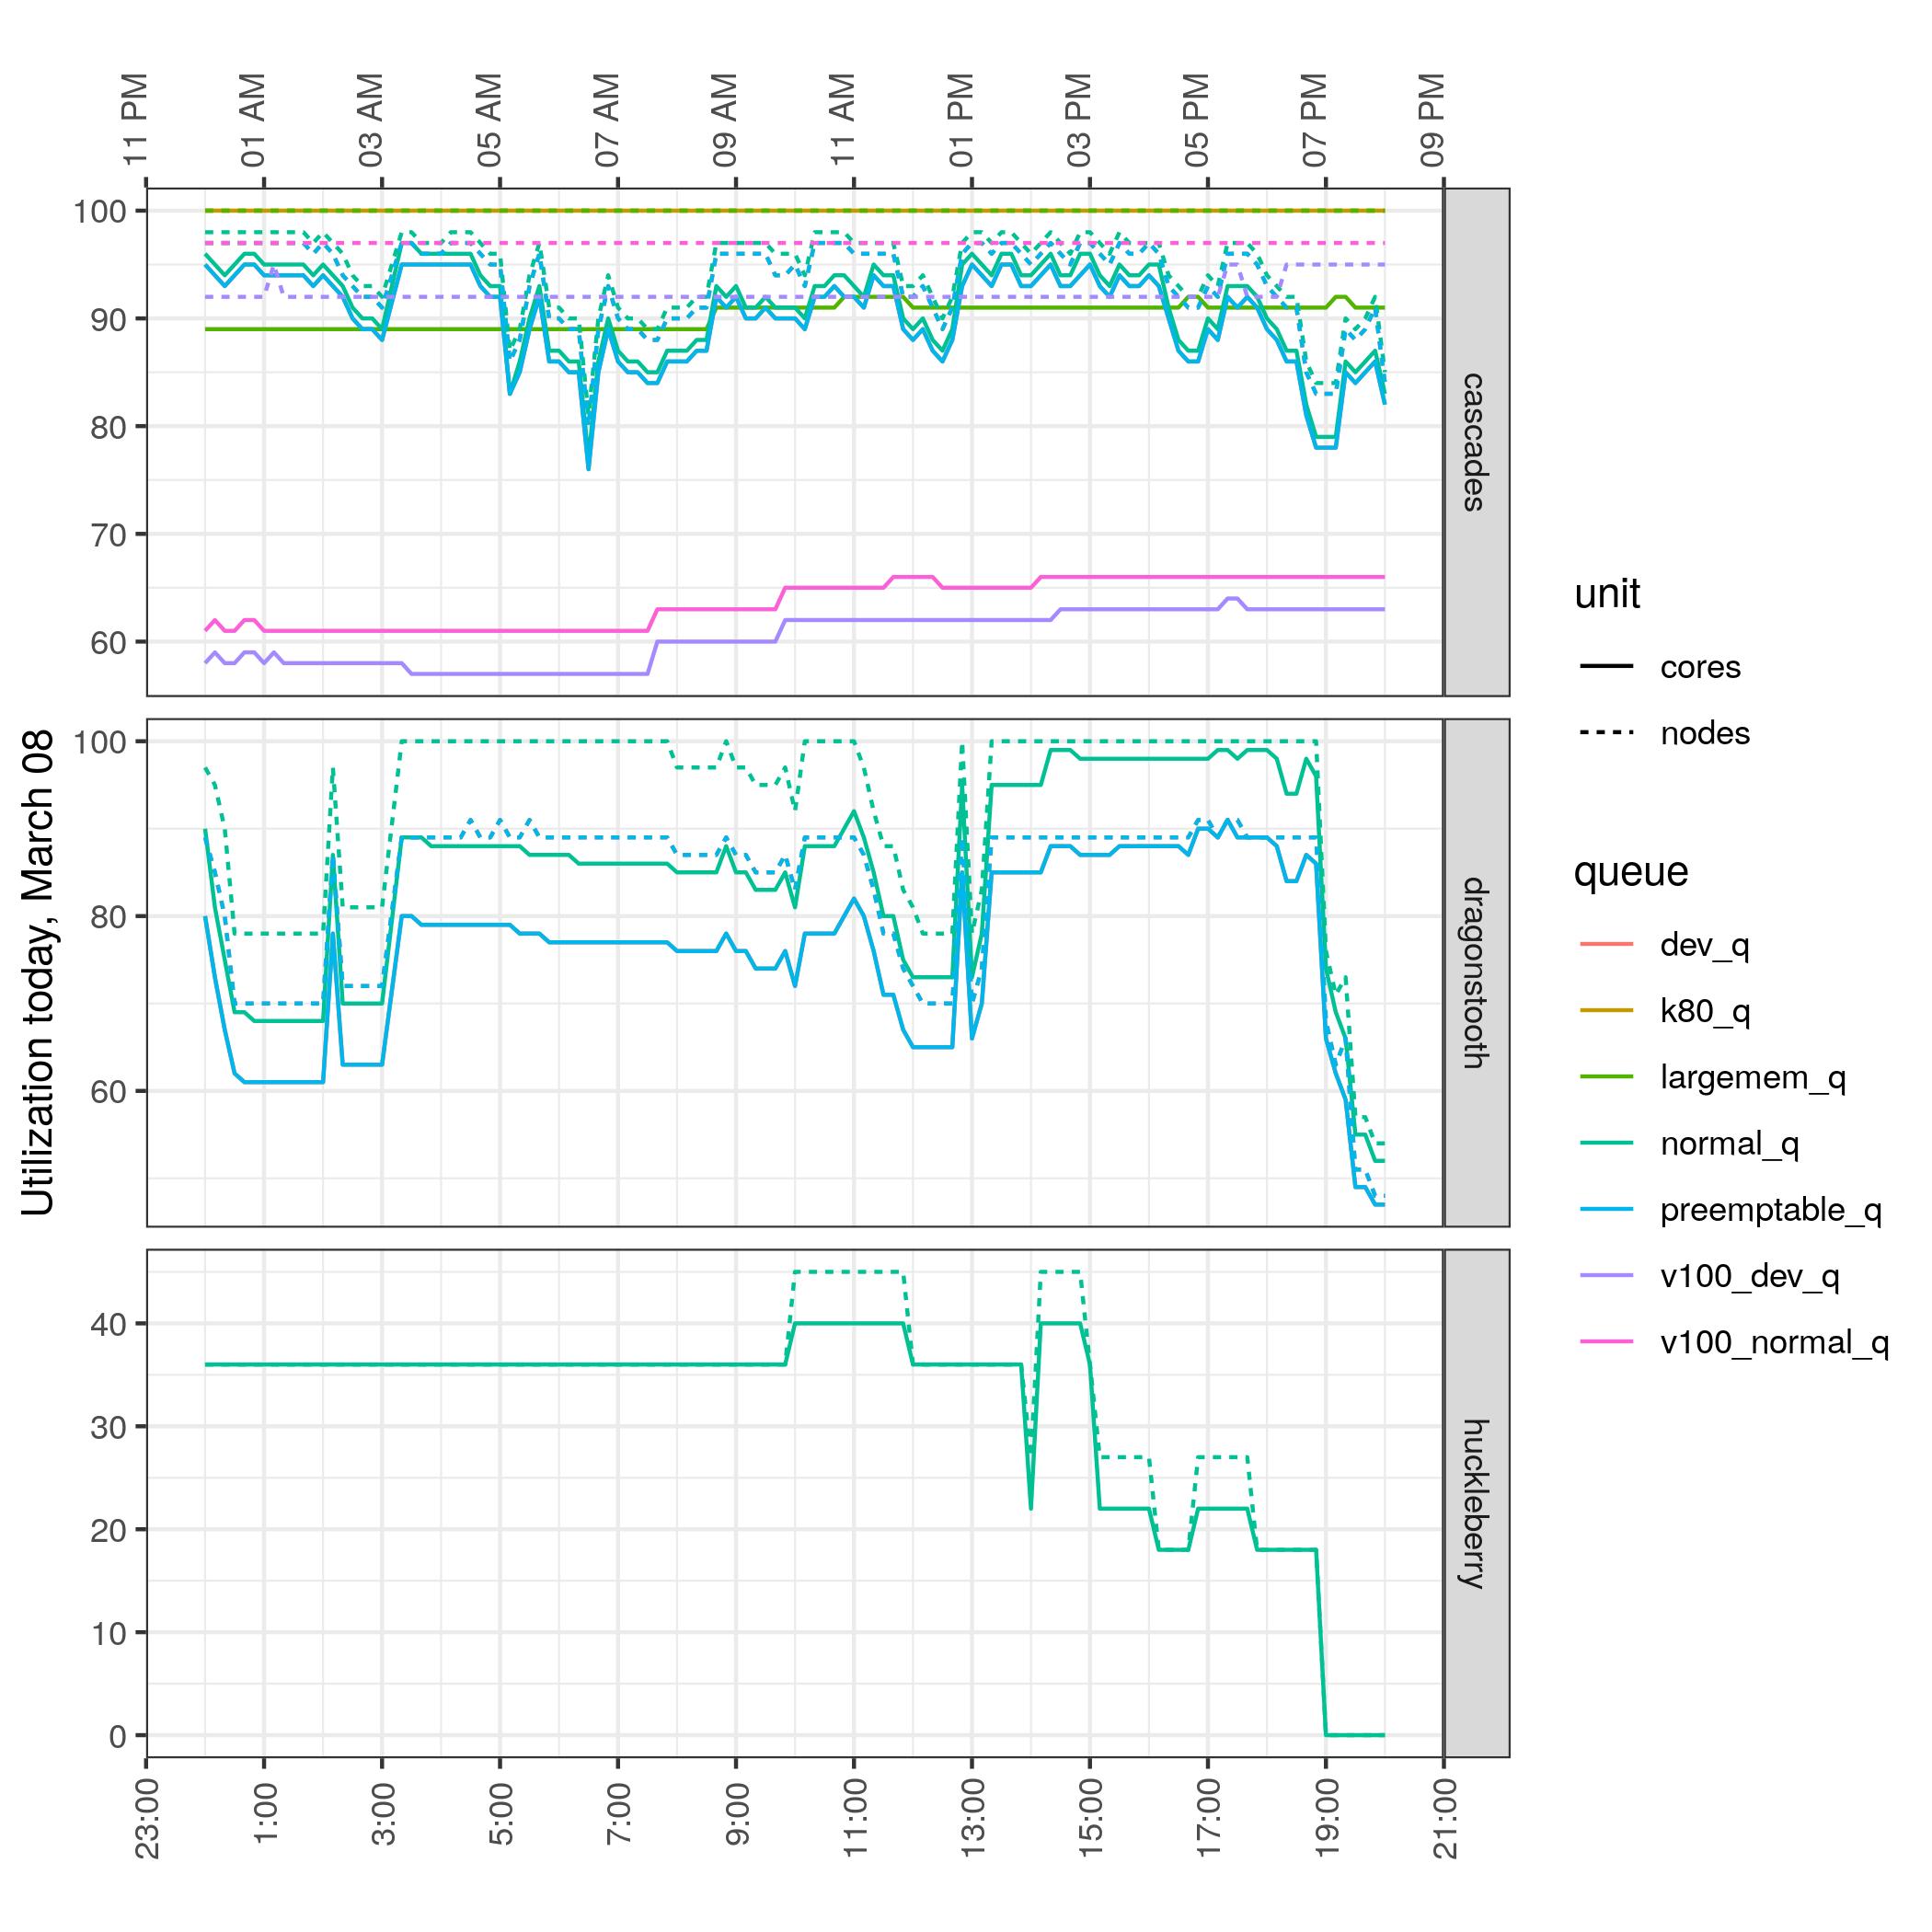 11 PM
01 AM
03 AM
05 AM
07 AM
09 AM
11 AM
01 PM
03 PM
05 PM
07 PM
09 PM
Utilization today, March 08
100
90
80
70
60
cascades
100
80
60
dragonstooth
40
30
20
10
0
huckleberry
23:00
1:00
3:00
5:00
7:00
9:00
11:00
13:00
15:00
17:00
19:00
21:00
unit
cores
nodes
queue
dev_q
k80_q
largemem_q
normal_q
preemptable_q
v100_dev_q
v100_normal_q